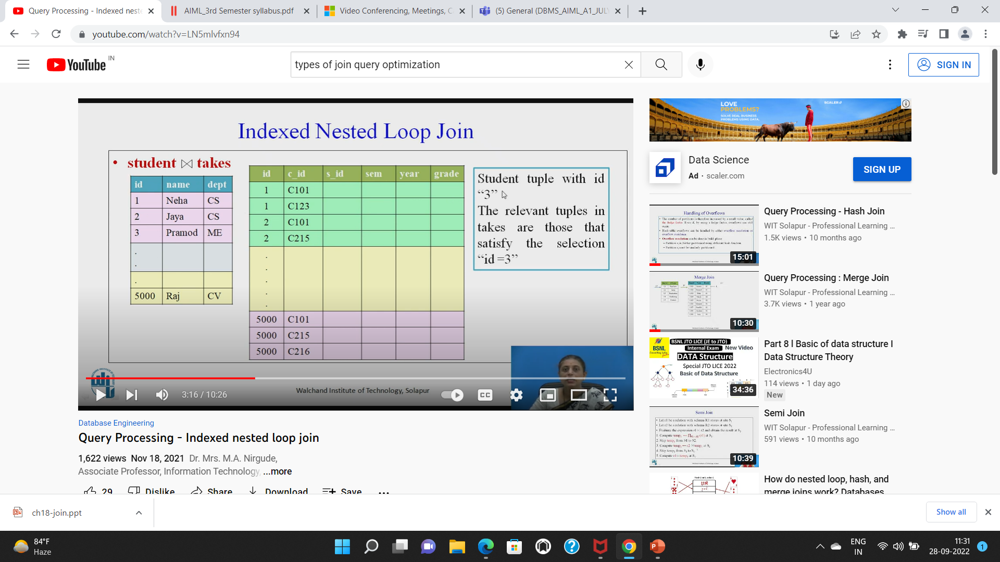 Query Processing - Indexed neste
AIML_3rd Semester syllabus.pdf
Video Conferencing, Meetings, C
(5) General (DBMS_AIML_A1_JUL
youtube.com/watch?v=LN5mlvfxn94
YouTube IN
types of join query optimization
SIGN IN
Indexed Nested Loop Join
• student ⋈ takes
id name dept
1 Neha CS
2 Jaya CS
3 Pramod ME
.
.
.
5000 Raj CV
id c_id s_id sem year grade
1 C101
1 C123
2 C101
2 C215
.
.
.
.
.
5000 C101
5000 C215
5000 C216
Student tuple with id
“3”
The relevant tuples in
takes are those that
satisfy the selection
“id =3”
Walchand Institute of Technology, Solapur
3:16 / 10:26
CC
Database Engineering
Query Processing - Indexed nested loop join
1,622 views Nov 18, 2021 Dr. Mrs. M.A. Nirgude,
Associate Professor, Information Technology, ...more
29 Dislike Share Download Save
LOVE
PROBLEMS?
SOLVE REAL BUSINESS
PROBLEMS USING DATA.
SCALER
Data Science
Ad · scaler.com
SIGN UP
Handling of Overflows
15:01
Query Processing - Hash Join
WIT Solapur - Professional Learning ...
1.5K views • 10 months ago
Merge Join
10:30
Query Processing : Merge Join
WIT Solapur - Professional Learning ...
3.7K views • 1 year ago
BSNL
BSNL JTO LICE (JE to JTO)
Internal Exam New Video
DATA Structure
Special JTO LICE 2022
Basic of Data Structure
34:36
Part 8 l Basic of data structure I
Data Structure Theory
Electronics4U
114 views • 1 day ago
New
Semi Join
10:39
Semi Join
WIT Solapur - Professional Learning ...
591 views • 10 months ago
How do nested loop, hash, and
merge joins work? Databases
ch18-join.ppt
Show all
84°F
Haze
ENG
IN
11:31
28-09-2022
1